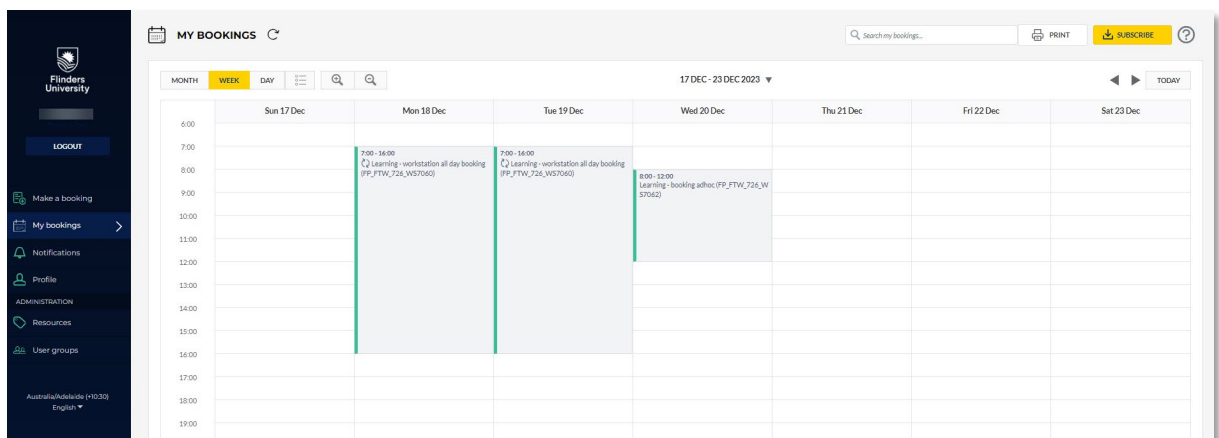 Flinders
University
LOGOUT
Make a booking
My bookings
Notifications
Profile
ADMINISTRATION
Resources
User groups
Australia/Adelaide (+10:30)
English
MY BOOKINGS
Search my bookings...
PRINT
SUBSCRIBE
?
MONTH WEEK DAY
17 DEC - 23 DEC 2023
TODAY
Sun 17 Dec Mon 18 Dec Tue 19 Dec Wed 20 Dec Thu 21 Dec Fri 22 Dec Sat 23 Dec
6:00
7:00
8:00
9:00
10:00
11:00
12:00
13:00
14:00
15:00
16:00
17:00
18:00
19:00
7:00 - 16:00
Learning - workstation all day booking
(FP_FTW_726_WS7060)
7:00 - 16:00
Learning - workstation all day booking
(FP_FTW_726_WS7060)
8:00 - 12:00
Learning - booking adhoc (FP_FTW_726_W
S7062)